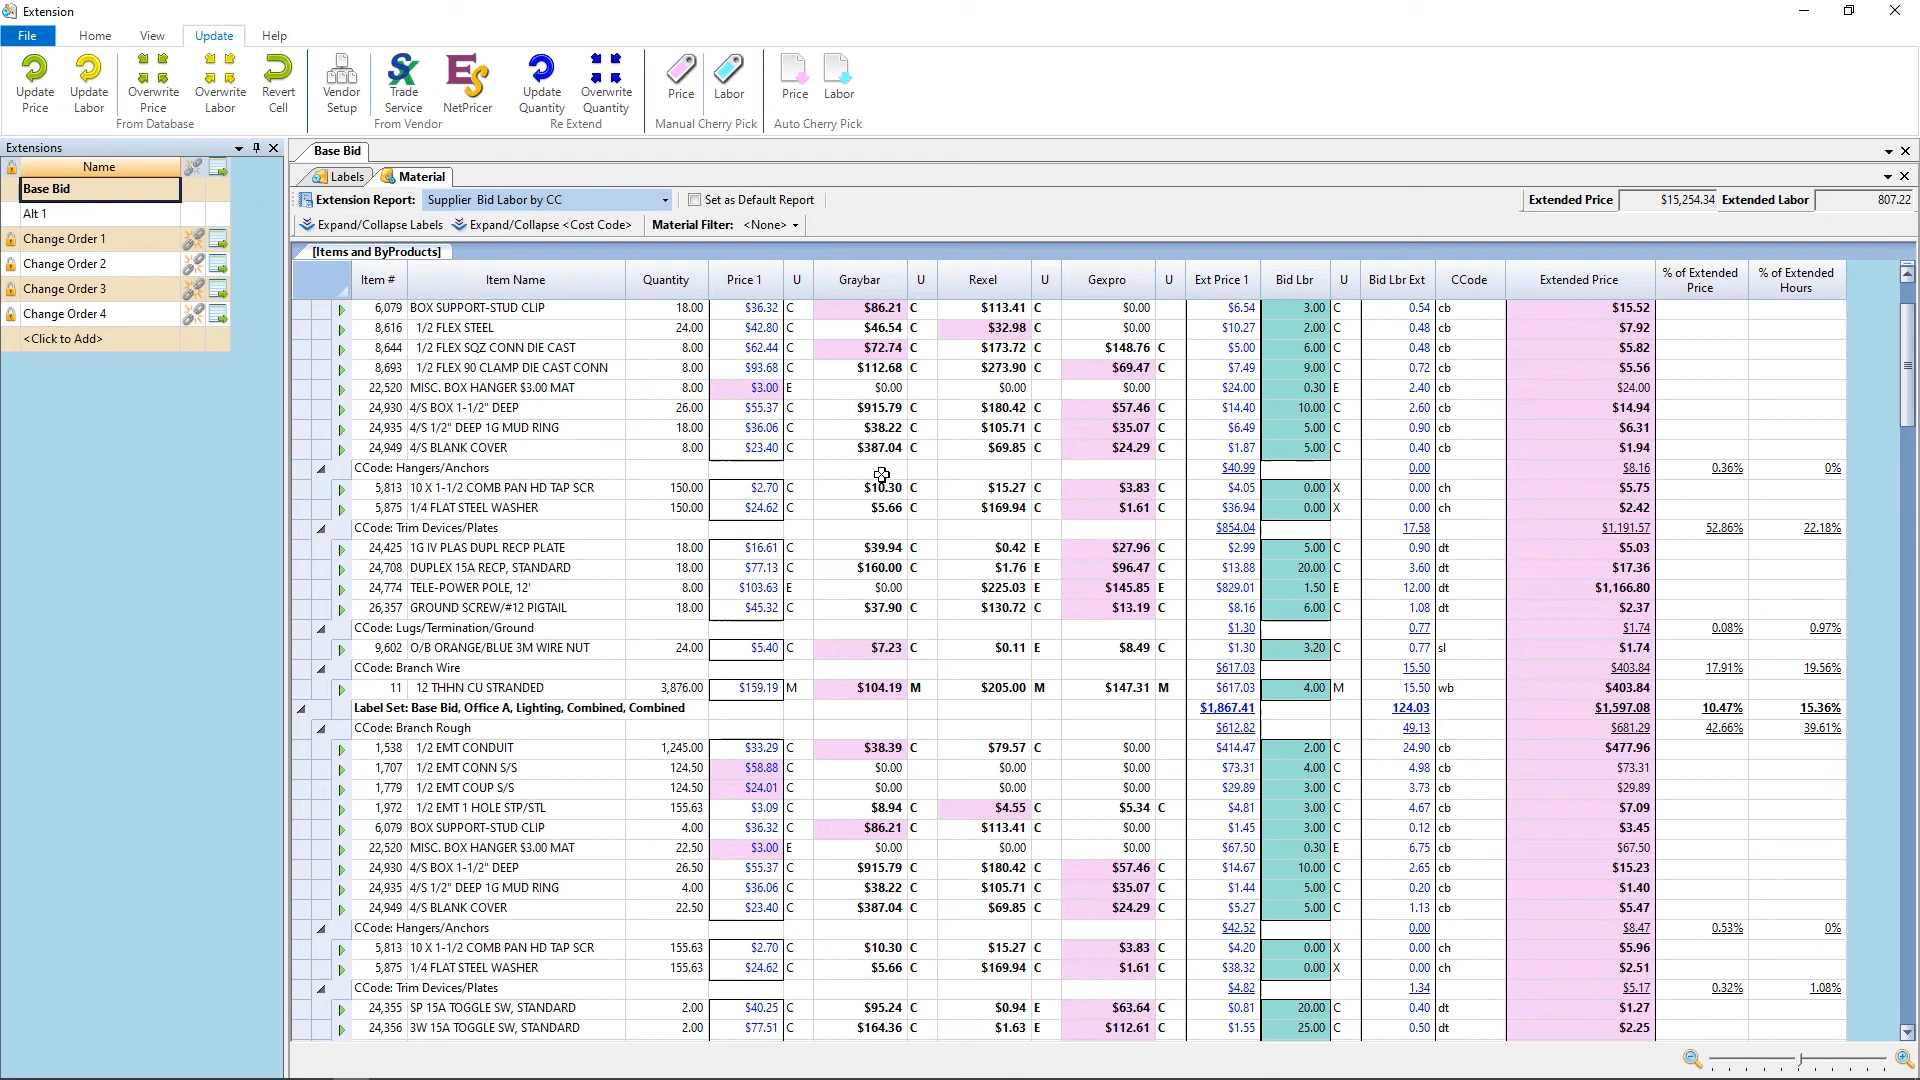 Extension
File Home View Update Help
Update Price Update Labor Overwrite Price Overwrite Labor Revert Cell Vendor Setup Trade Service NetPricer Update Quantity Overwrite Quantity Price Labor Price Labor
From Database From Vendor Re Extend Manual Cherry Pick Auto Cherry Pick
Extensions
Name
Base Bid
Alt 1
Change Order 1
Change Order 2
Change Order 3
Change Order 4
<Click to Add>
Base Bid
Labels Material
Extension Report: Supplier Bid Labor by CC Set as Default Report Extended Price $15,254.34 Extended Labor 807.22
Expand/Collapse Labels Expand/Collapse <Cost Code> Material Filter: <None>
[Items and ByProducts]
Item # Item Name Quantity Price 1 U Graybar U Rexel U Gexpro U Ext Price 1 Bid Lbr U Bid Lbr Ext CCode Extended Price % of Extended Price % of Extended Hours
6,079 BOX SUPPORT-STUD CLIP 18.00 $36.32 C $86.21 C $113.41 C $0.00 $6.54 3.00 C 0.54 cb $15.52
8,616 1/2 FLEX STEEL 24.00 $42.80 C $46.54 C $32.98 C $0.00 $10.27 2.00 C 0.48 cb $7.92
8,644 1/2 FLEX SQZ CONN DIE CAST 8.00 $62.44 C $72.74 C $173.72 C $148.76 C $5.00 6.00 C 0.48 cb $5.82
8,693 1/2 FLEX 90 CLAMP DIE CAST CONN 8.00 $93.68 C $112.68 C $273.90 C $69.47 C $7.49 9.00 C 0.72 cb $5.56
22,520 MISC. BOX HANGER $3.00 MAT 8.00 $3.00 E $0.00 $0.00 $0.00 $24.00 0.30 E 2.40 cb $24.00
24,930 4/S BOX 1-1/2" DEEP 26.00 $55.37 C $915.79 C $180.42 C $57.46 C $14.40 10.00 C 2.60 cb $14.94
24,935 4/S 1/2" DEEP 1G MUD RING 18.00 $36.06 C $38.22 C $105.71 C $35.07 C $6.49 5.00 C 0.90 cb $6.31
24,949 4/S BLANK COVER 8.00 $23.40 C $387.04 C $69.85 C $24.29 C $1.87 5.00 C 0.40 cb $1.94
CCode: Hangers/Anchors $40.99 0.00 $8.16 0.36% 0%
5,813 10 X 1-1/2 COMB PAN HD TAP SCR 150.00 $2.70 C $10.30 C $15.27 C $3.83 C $4.05 0.00 X 0.00 ch $5.75
5,875 1/4 FLAT STEEL WASHER 150.00 $24.62 C $5.66 C $169.94 C $1.61 C $36.94 0.00 X 0.00 ch $2.42
CCode: Trim Devices/Plates $854.04 17.58 $1,191.57 52.86% 22.18%
24,425 1G IV PLAS DUPL RECP PLATE 18.00 $16.61 C $39.94 C $0.42 E $27.96 C $2.99 5.00 C 0.90 dt $5.03
24,708 DUPLEX 15A RECP, STANDARD 18.00 $77.13 C $160.00 C $1.76 E $96.47 C $13.88 20.00 C 3.60 dt $17.36
24,774 TELE-POWER POLE, 12' 8.00 $103.63 E $0.00 $225.03 E $145.85 E $829.01 1.50 E 12.00 dt $1,166.80
26,357 GROUND SCREW/#12 PIGTAIL 18.00 $45.32 C $37.90 C $130.72 C $13.19 C $8.16 6.00 C 1.08 dt $2.37
CCode: Lugs/Termination/Ground $1.30 0.77 $1.74 0.08% 0.97%
9,602 O/B ORANGE/BLUE 3M WIRE NUT 24.00 $5.40 C $7.23 C $0.11 E $8.49 C $1.30 3.20 C 0.77 sl $1.74
CCode: Branch Wire $617.03 15.50 $403.84 17.91% 19.56%
11 12 THHN CU STRANDED 3,876.00 $159.19 M $104.19 M $205.00 M $147.31 M $617.03 4.00 M 15.50 wb $403.84
Label Set: Base Bid, Office A, Lighting, Combined, Combined $1,867.41 124.03 $1,597.08 10.47% 15.36%
CCode: Branch Rough $612.82 49.13 $681.29 42.66% 39.61%
1,538 1/2 EMT CONDUIT 1,245.00 $33.29 C $38.39 C $79.57 C $0.00 $414.47 2.00 C 24.90 cb $477.96
1,707 1/2 EMT CONN S/S 124.50 $58.88 C $0.00 $0.00 $0.00 $73.31 4.00 C 4.98 cb $73.31
1,779 1/2 EMT COUP S/S 124.50 $24.01 C $0.00 $0.00 $0.00 $29.89 3.00 C 3.73 cb $29.89
1,972 1/2 EMT 1 HOLE STP/STL 155.63 $3.09 C $8.94 C $4.55 C $5.34 C $4.81 3.00 C 4.67 cb $7.09
6,079 BOX SUPPORT-STUD CLIP 4.00 $36.32 C $86.21 C $113.41 C $0.00 $1.45 3.00 C 0.12 cb $3.45
22,520 MISC. BOX HANGER $3.00 MAT 22.50 $3.00 E $0.00 $0.00 $0.00 $67.50 0.30 E 6.75 cb $67.50
24,930 4/S BOX 1-1/2" DEEP 26.50 $55.37 C $915.79 C $180.42 C $57.46 C $14.67 10.00 C 2.65 cb $15.23
24,935 4/S 1/2" DEEP 1G MUD RING 4.00 $36.06 C $38.22 C $105.71 C $35.07 C $1.44 5.00 C 0.20 cb $1.40
24,949 4/S BLANK COVER 22.50 $23.40 C $387.04 C $69.85 C $24.29 C $5.27 5.00 C 1.13 cb $5.47
CCode: Hangers/Anchors $42.52 0.00 $8.47 0.53% 0%
5,813 10 X 1-1/2 COMB PAN HD TAP SCR 155.63 $2.70 C $10.30 C $15.27 C $3.83 C $4.20 0.00 X 0.00 ch $5.96
5,875 1/4 FLAT STEEL WASHER 155.63 $24.62 C $5.66 C $169.94 C $1.61 C $38.32 0.00 X 0.00 ch $2.51
CCode: Trim Devices/Plates $4.82 1.34 $5.17 0.32% 1.08%
24,355 SP 15A TOGGLE SW, STANDARD 2.00 $40.25 C $95.24 C $0.94 E $63.64 C $0.81 20.00 C 0.40 dt $1.27
24,356 3W 15A TOGGLE SW, STANDARD 2.00 $77.51 C $164.36 C $1.63 E $112.61 C $1.55 25.00 C 0.50 dt $2.25